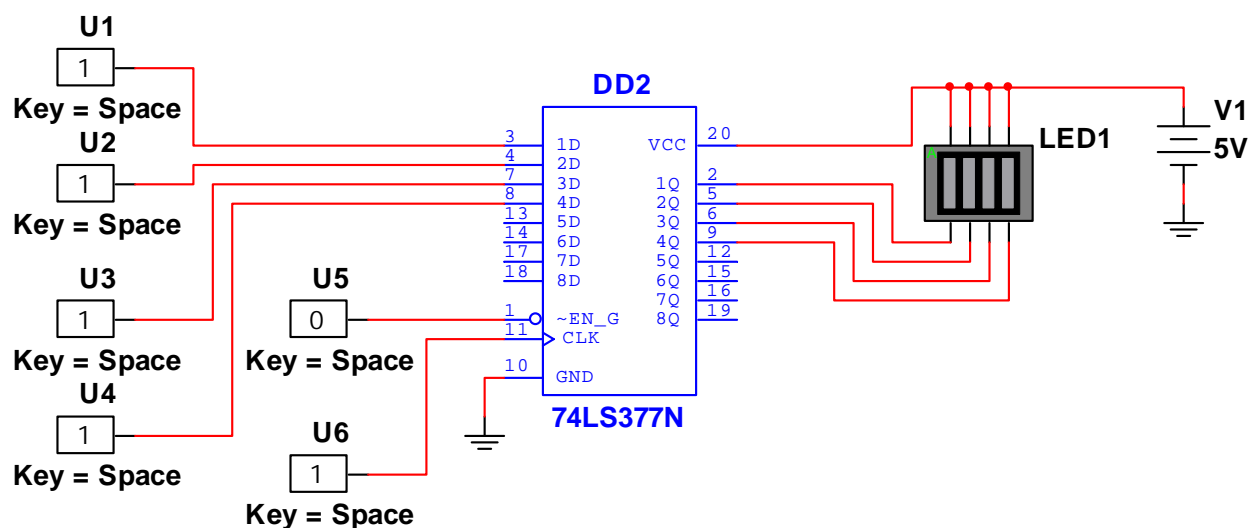 U1
1
Key = Space
U2
1
Key = Space
U3
1
Key = Space
U4
1
Key = Space
U5
0
Key = Space
U6
1
Key = Space
DD2
3 1D
4 2D
7 3D
8 4D
13 5D
14 6D
17 7D
18 8D
1 ~EN_G
11 CLK
10 GND
VCC 20
1Q 2
2Q 5
3Q 6
4Q 9
5Q 12
6Q 15
7Q 16
8Q 19
74LS377N
A
LED1
V1
5V